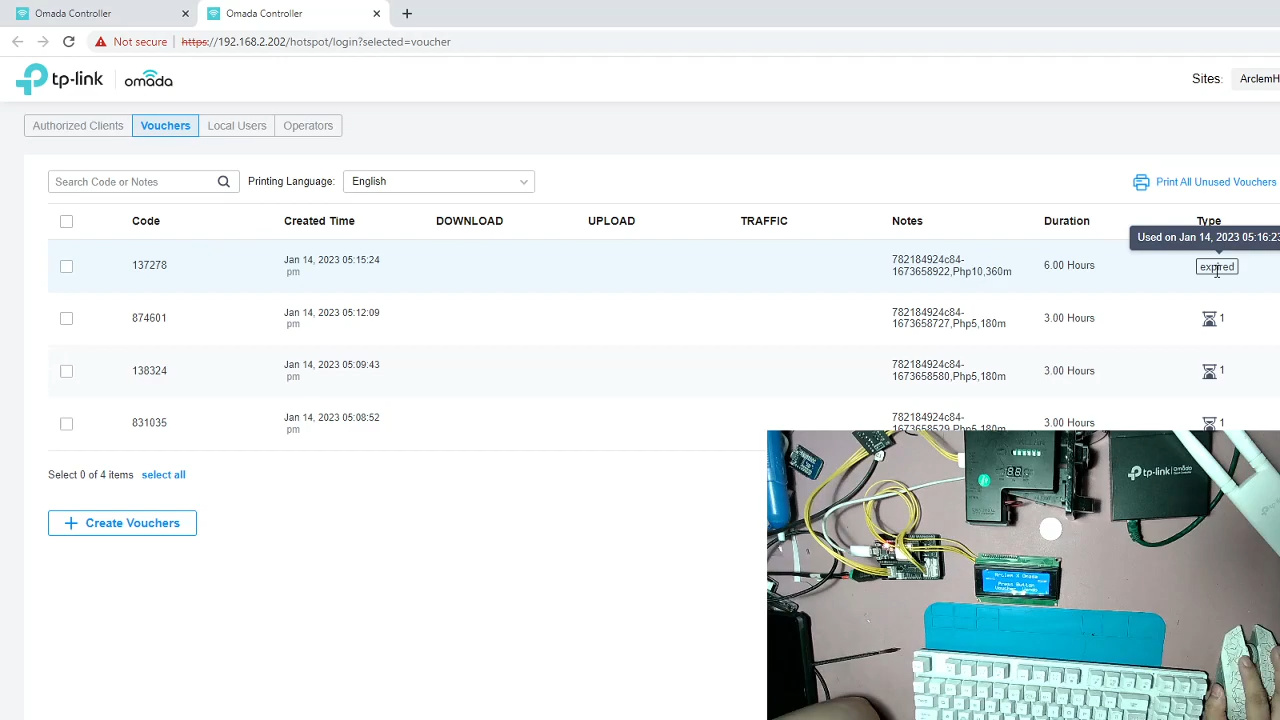 Omada Controller
Omada Controller
Not secure
https://192.168.2.202/hotspot/login?selected=voucher
tp-link
omada
Sites:
ArclemH
Authorized Clients
Vouchers
Local Users
Operators
Search Code or Notes
Printing Language:
English
Print All Unused Vouchers
Code
Created Time
DOWNLOAD
UPLOAD
TRAFFIC
Notes
Duration
Type
Used on Jan 14, 2023 05:16:23
137278
Jan 14, 2023 05:15:24
pm
782184924c84-
1673658922,Php10,360m
6.00 Hours
expired
874601
Jan 14, 2023 05:12:09
pm
782184924c84-
1673658727,Php5,180m
3.00 Hours
1
138324
Jan 14, 2023 05:09:43
pm
782184924c84-
1673658580,Php5,180m
3.00 Hours
1
831035
Jan 14, 2023 05:08:52
pm
782184924c84-
1673658529,Php5,180m
3.00 Hours
1
Select 0 of 4 items
select all
Create Vouchers
tp-link
omada
Arclem X Omada
Press Button